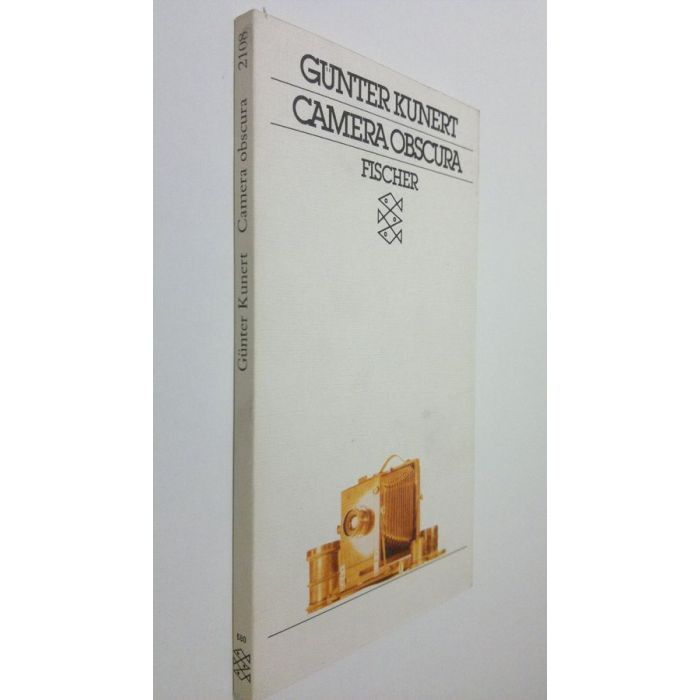 GÜNTER KUNERT
CAMERA OBSCURA
FISCHER
Günter Kunert Camera obscura 2108
680